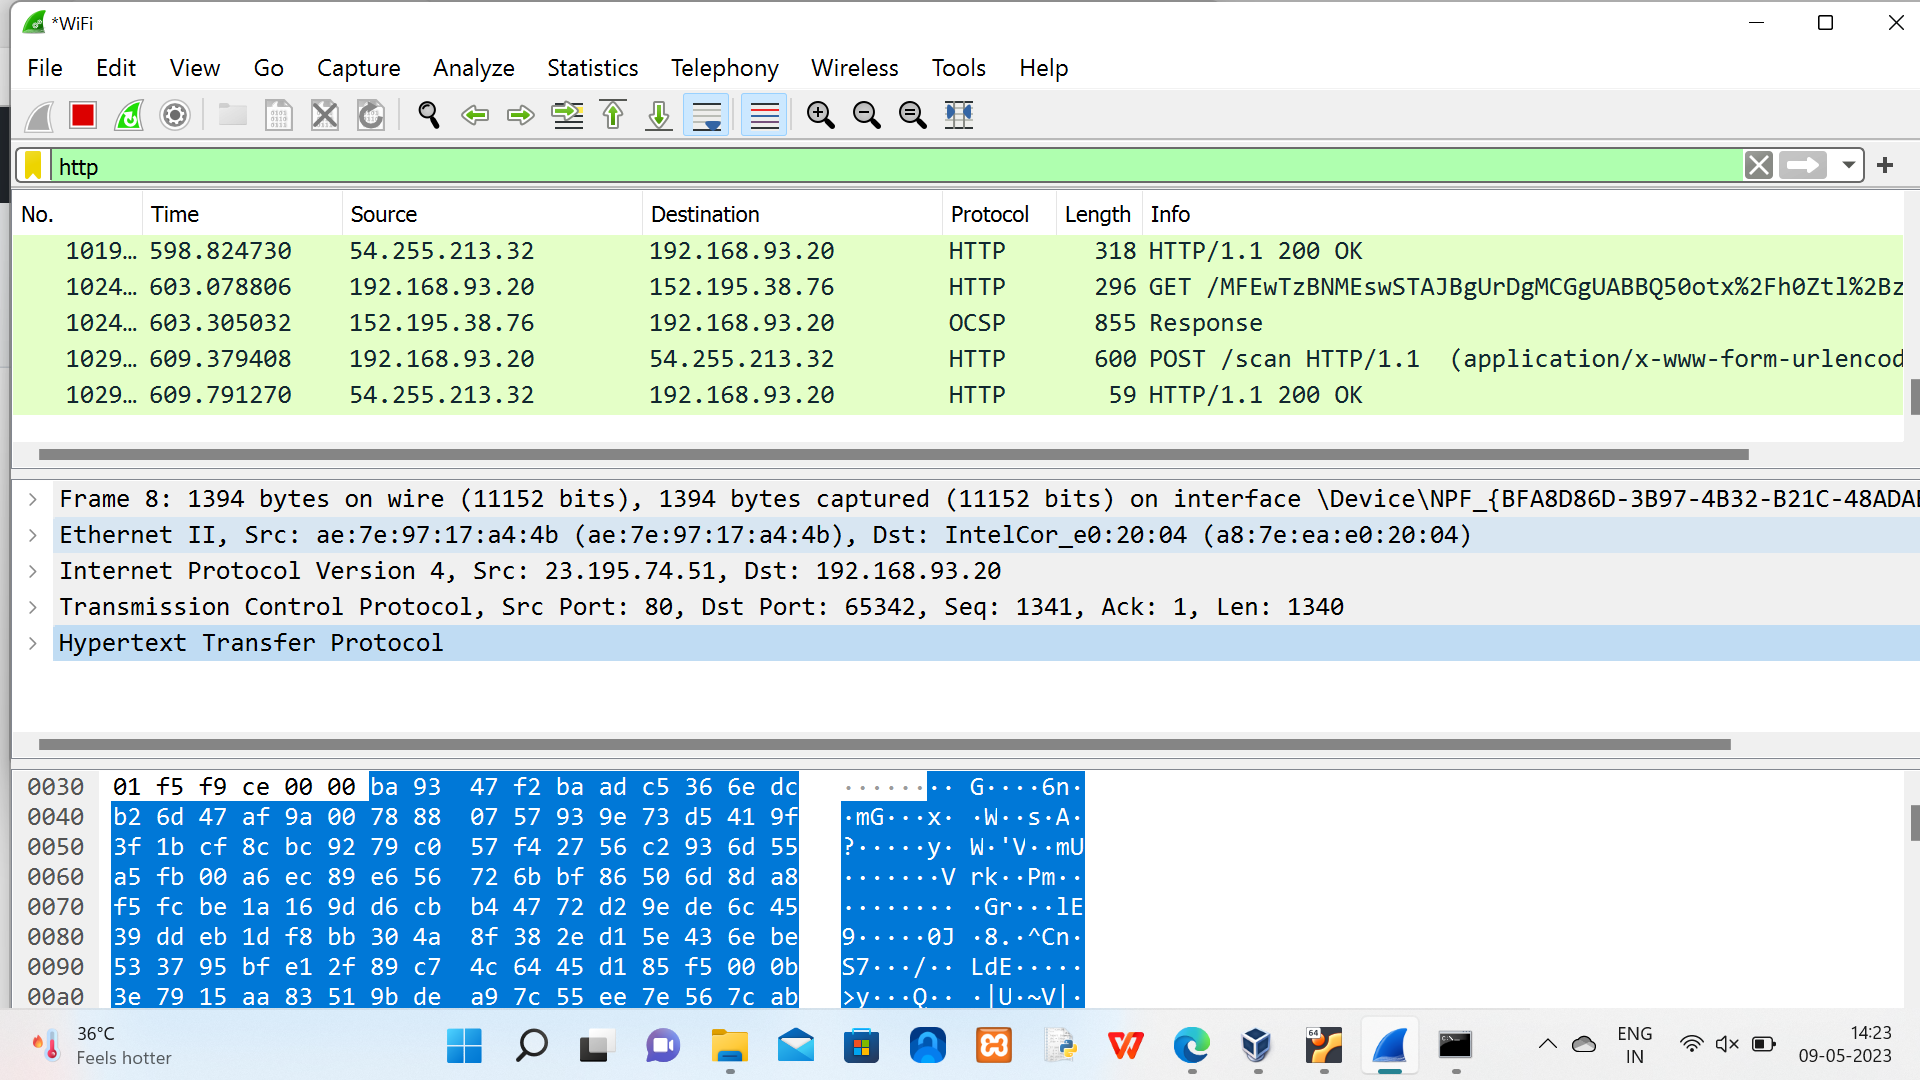 *WiFi
File Edit View Go Capture Analyze Statistics Telephony Wireless Tools Help
http
No. Time Source Destination Protocol Length Info
1019… 598.824730 54.255.213.32 192.168.93.20 HTTP 318 HTTP/1.1 200 OK
1024… 603.078806 192.168.93.20 152.195.38.76 HTTP 296 GET /MFEwTzBNMEswSTAJBgUrDgMCGgUABBQ50otx%2Fh0Ztl%2Bz
1024… 603.305032 152.195.38.76 192.168.93.20 OCSP 855 Response
1029… 609.379408 192.168.93.20 54.255.213.32 HTTP 600 POST /scan HTTP/1.1 (application/x-www-form-urlencod
1029… 609.791270 54.255.213.32 192.168.93.20 HTTP 59 HTTP/1.1 200 OK
Frame 8: 1394 bytes on wire (11152 bits), 1394 bytes captured (11152 bits) on interface \Device\NPF_{BFA8D86D-3B97-4B32-B21C-48ADAE
Ethernet II, Src: ae:7e:97:17:a4:4b (ae:7e:97:17:a4:4b), Dst: IntelCor_e0:20:04 (a8:7e:ea:e0:20:04)
Internet Protocol Version 4, Src: 23.195.74.51, Dst: 192.168.93.20
Transmission Control Protocol, Src Port: 80, Dst Port: 65342, Seq: 1341, Ack: 1, Len: 1340
Hypertext Transfer Protocol
0030 01 f5 f9 ce 00 00 ba 93 47 f2 ba ad c5 36 6e dc ········ G····6n·
0040 b2 6d 47 af 9a 00 78 88 07 57 93 9e 73 d5 41 9f ·mG···x· ·W··s·A·
0050 3f 1b cf 8c bc 92 79 c0 57 f4 27 56 c2 93 6d 55 ?·····y· W·'V··mU
0060 a5 fb 00 a6 ec 89 e6 56 72 6b bf 86 50 6d 8d a8 ·······V rk··Pm··
0070 f5 fc be 1a 16 9d d6 cb b4 47 72 d2 9e de 6c 45 ········ ·Gr···lE
0080 39 dd eb 1d f8 bb 30 4a 8f 38 2e d1 5e 43 6e be 9·····0J ·8.·^Cn·
0090 53 37 95 bf e1 2f 89 c7 4c 64 45 d1 85 f5 00 0b S7···/·· LdE·····
00a0 3e 79 15 aa 83 51 9b de a9 7c 55 ee 7e 56 7c ab >y···Q·· ·|U·~V|·
36°C
Feels hotter
64
ENG
IN
14:23
09-05-2023